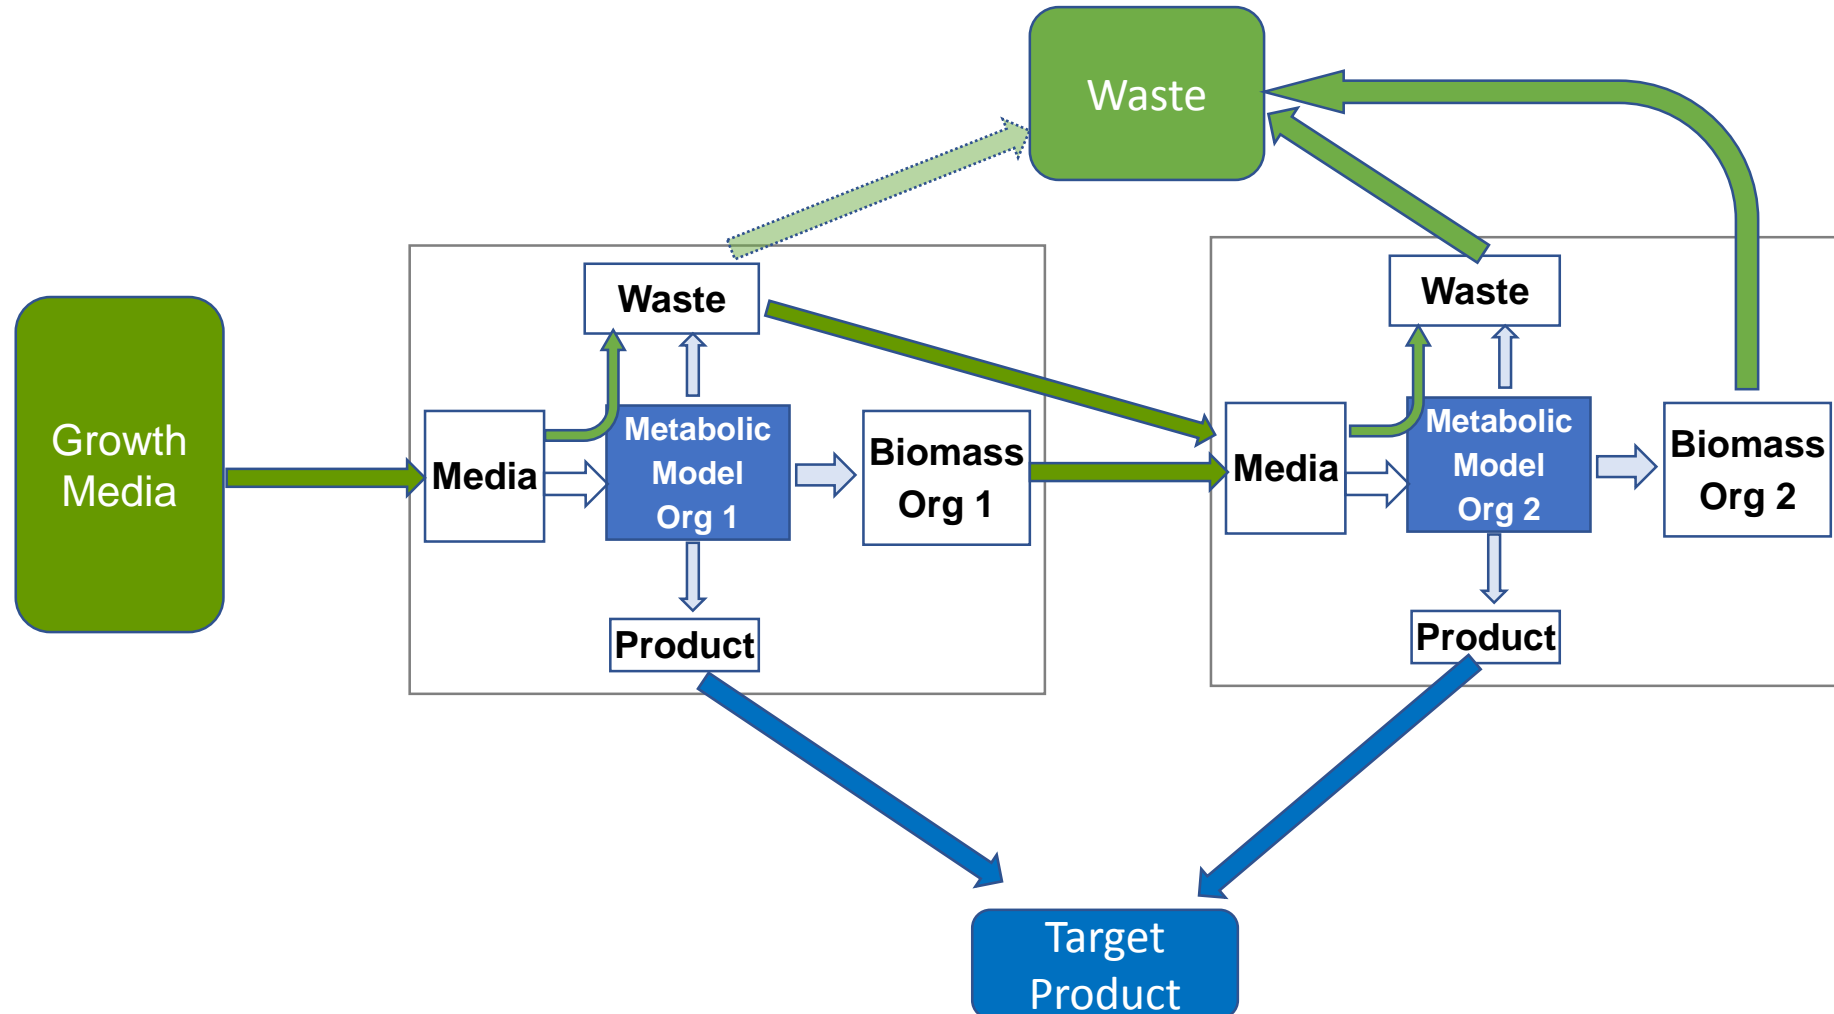 Waste
Growth
Media
Waste
Media
Metabolic
Model
Org 1
Biomass
Org 1
Product
Waste
Media
Metabolic
Model
Org 2
Biomass
Org 2
Product
Target
Product